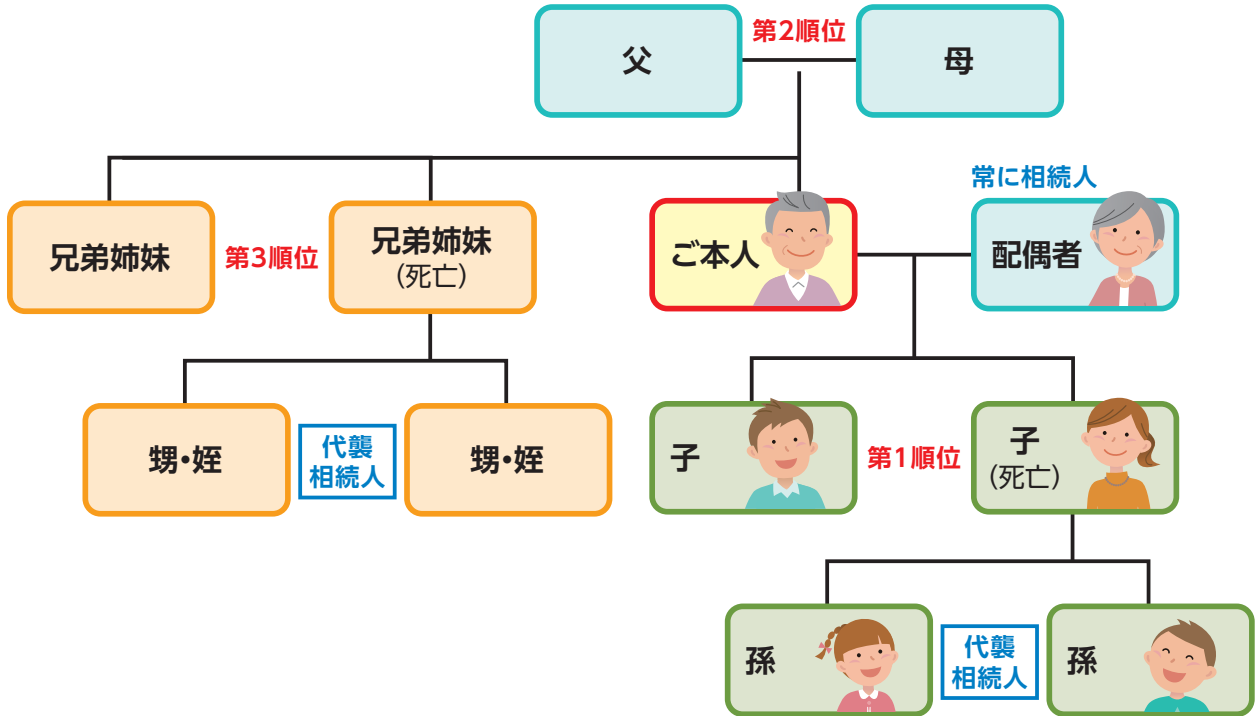 父
第2順位
母
常に相続人
兄弟姉妹
第3順位
兄弟姉妹
(死亡)
ご本人
配偶者
甥・姪
代襲
相続人
甥・姪
子
第1順位
子
(死亡)
孫
代襲
相続人
孫